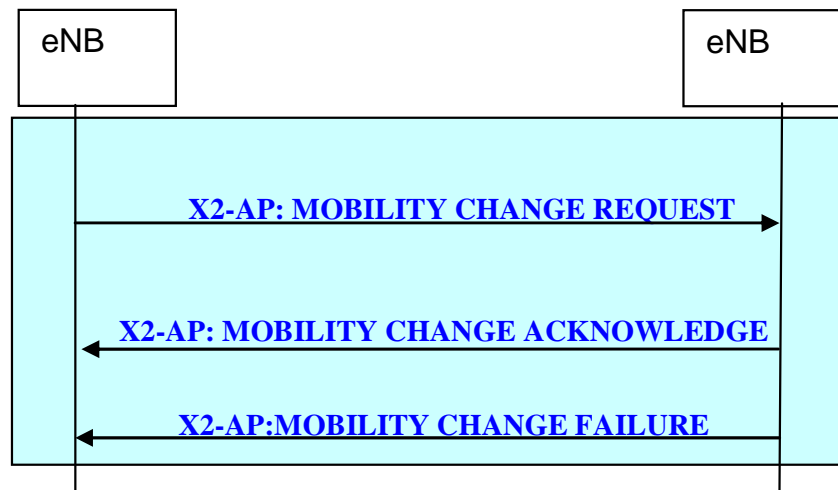 eNB
eNB
X2-AP: MOBILITY CHANGE REQUEST
X2-AP: MOBILITY CHANGE ACKNOWLEDGE
X2-AP:MOBILITY CHANGE FAILURE